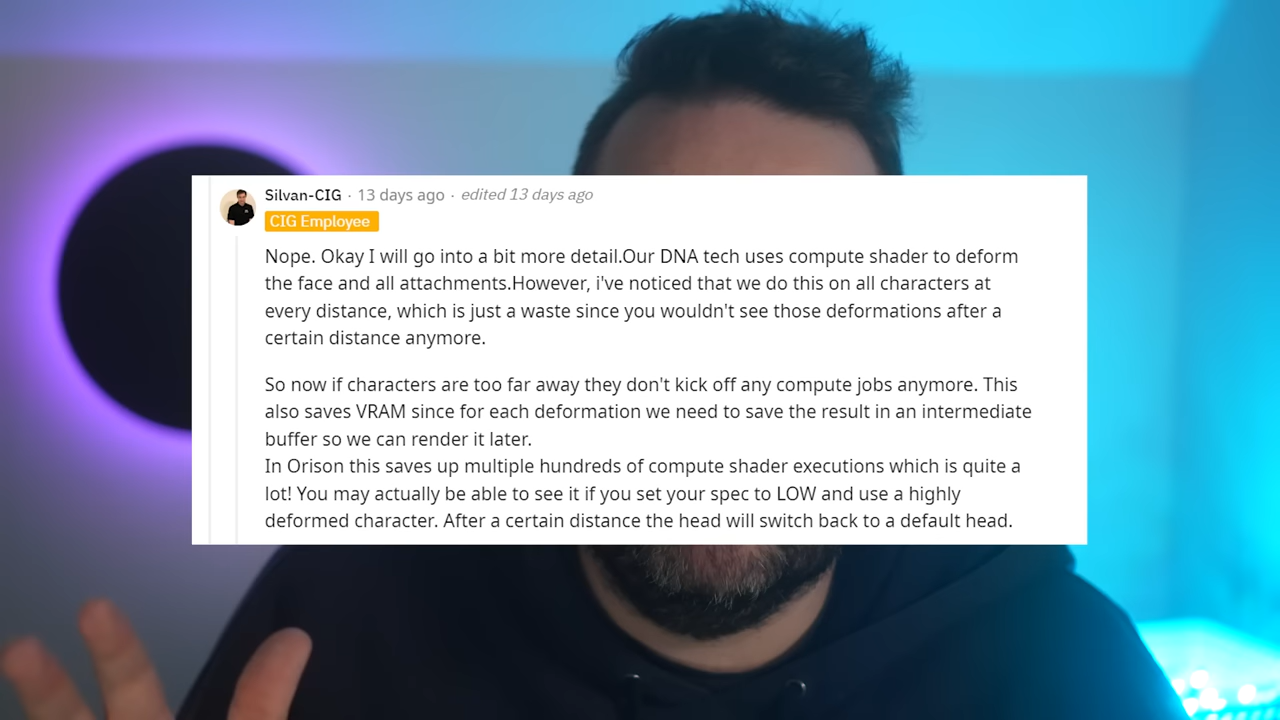 Silvan-CIG · 13 days ago · edited 13 days ago
CIG Employee
Nope. Okay I will go into a bit more detail.Our DNA tech uses compute shader to deform
the face and all attachments.However, i've noticed that we do this on all characters at
every distance, which is just a waste since you wouldn't see those deformations after a
certain distance anymore.
So now if characters are too far away they don't kick off any compute jobs anymore. This
also saves VRAM since for each deformation we need to save the result in an intermediate
buffer so we can render it later.
In Orison this saves up multiple hundreds of compute shader executions which is quite a
lot! You may actually be able to see it if you set your spec to LOW and use a highly
deformed character. After a certain distance the head will switch back to a default head.